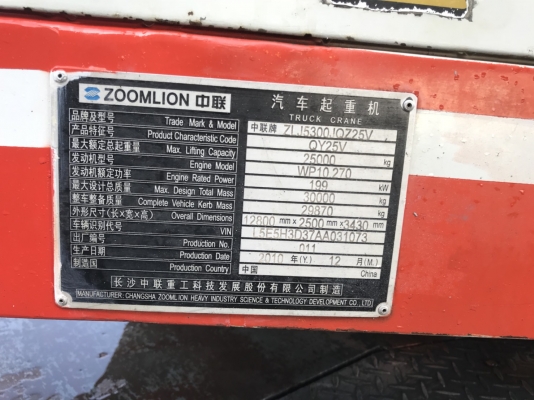 ZOOMLION 中联 汽车起重机
TRUCK CRANE
品牌及型号 Trade Mark & Model 中联牌 ZLJ5300JQZ25V
产品特征号 Product Characteristic Code QY25V
最大额定总起重量 Max. Lifting Capacity 25000 kg
发动机型号 Engine Model WP10.270
发动机额定功率 Engine Rated Power 199 kW
最大设计总质量 Max. Design Total Mass 30000 kg
整车整备质量 Complete Vehicle Kerb Mass 29870 kg
外形尺寸(长×宽×高) Overall Dimensions 12800 mm× 2500 mm× 3430 mm
车辆识别代号 VIN L5E5H3D37AA031073
出厂编号 Production No. 011
生产日期 Production Date 2010 年(Y.) 12 月(M.)
制造国 Production Country 中国 China
长沙中联重工科技发展股份有限公司制造
MANUFACTURER: CHANGSHA ZOOMLION HEAVY INDUSTRY SCIENCE & TECHNOLOGY DEVELOPMENT CO., LTD.